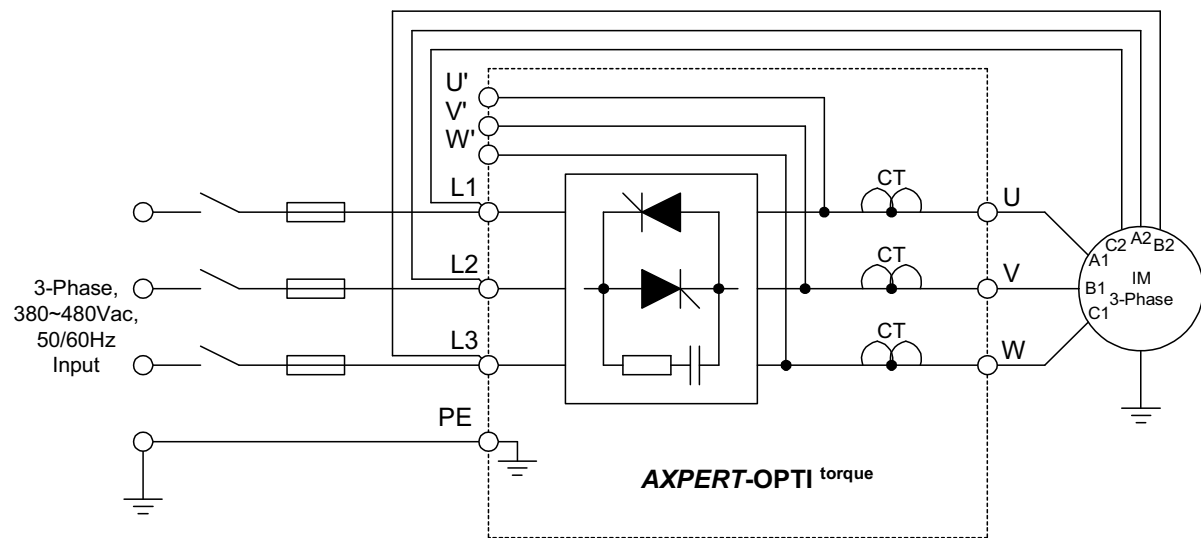 U'
V'
W'
L1
CT
U
C2 A2 B2
A1
L2
CT
V
B1
IM
3-Phase
C1
3-Phase,
380~480Vac,
50/60Hz
Input
L3
CT
W
PE
AXPERT-OPTI torque